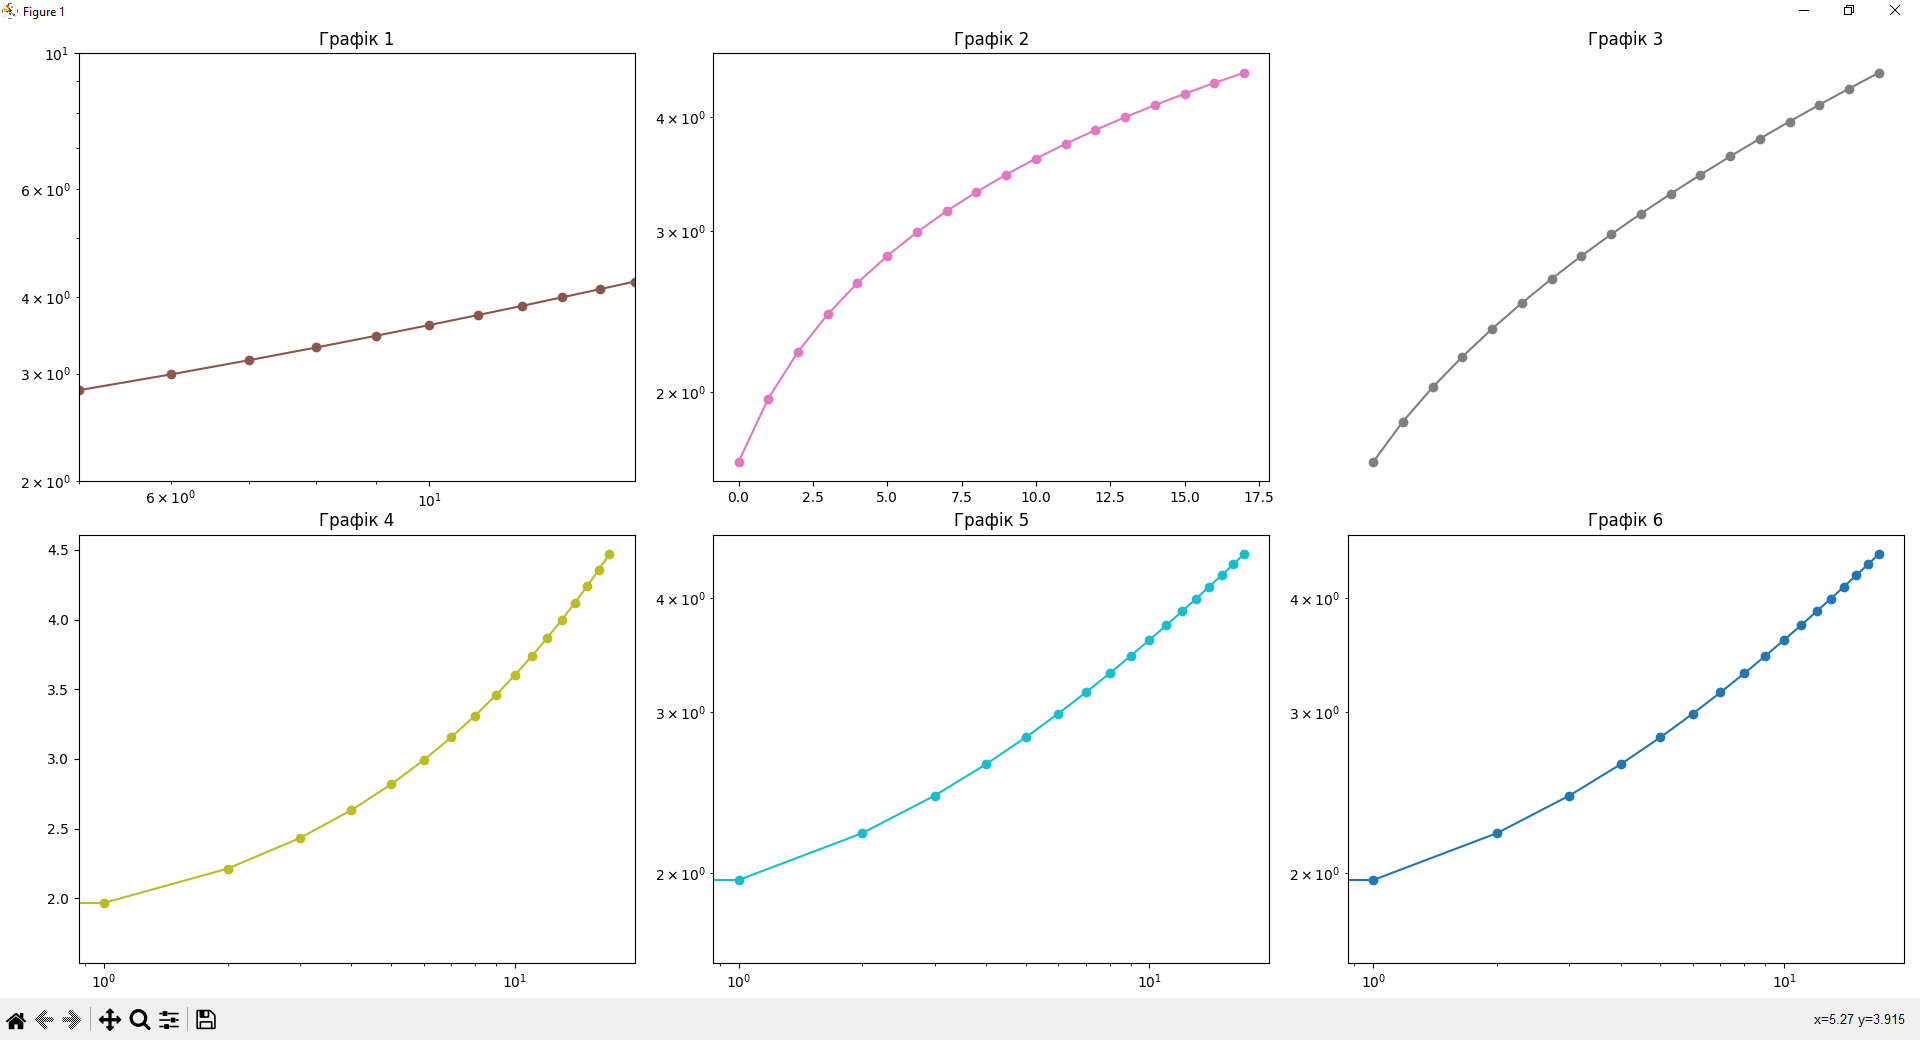 Figure 1
Графік 1
10¹
6 × 10⁰
4 × 10⁰
3 × 10⁰
2 × 10⁰
6 × 10⁰
10¹
Графік 2
4 × 10⁰
3 × 10⁰
2 × 10⁰
0.0
2.5
5.0
7.5
10.0
12.5
15.0
17.5
Графік 3
Графік 4
4.5
4.0
3.5
3.0
2.5
2.0
10⁰
10¹
Графік 5
4 × 10⁰
3 × 10⁰
2 × 10⁰
10⁰
10¹
Графік 6
4 × 10⁰
3 × 10⁰
2 × 10⁰
10⁰
10¹
x=5.27 y=3.915